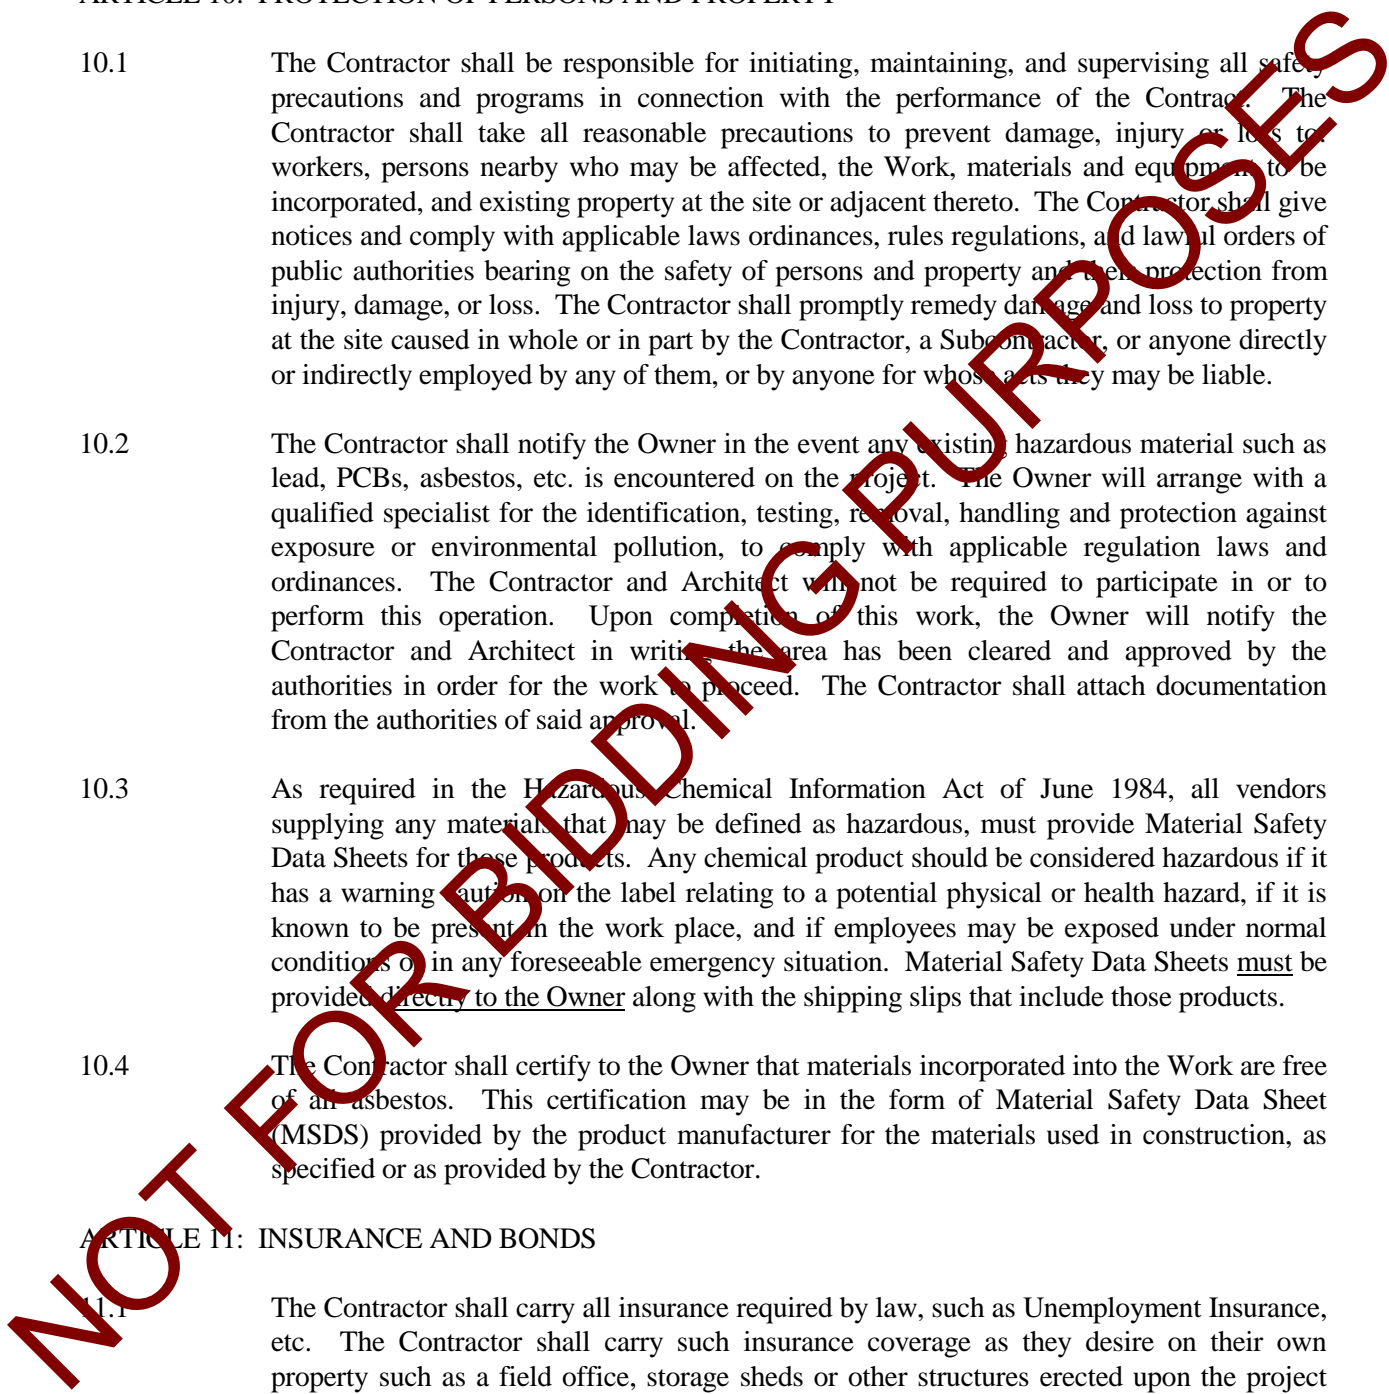 ARTICLE 10: PROTECTION OF PERSONS AND PROPERTY
10.1 The Contractor shall be responsible for initiating, maintaining, and supervising all safety
precautions and programs in connection with the performance of the Contract. The
Contractor shall take all reasonable precautions to prevent damage, injury or loss to:
workers, persons nearby who may be affected, the Work, materials and equipment to be
incorporated, and existing property at the site or adjacent thereto. The Contractor shall give
notices and comply with applicable laws ordinances, rules regulations, and lawful orders of
public authorities bearing on the safety of persons and property and their protection from
injury, damage, or loss. The Contractor shall promptly remedy damage and loss to property
at the site caused in whole or in part by the Contractor, a Subcontractor, or anyone directly
or indirectly employed by any of them, or by anyone for whose acts they may be liable.
10.2 The Contractor shall notify the Owner in the event any existing hazardous material such as
lead, PCBs, asbestos, etc. is encountered on the project. The Owner will arrange with a
qualified specialist for the identification, testing, removal, handling and protection against
exposure or environmental pollution, to comply with applicable regulation laws and
ordinances. The Contractor and Architect will not be required to participate in or to
perform this operation. Upon completion of this work, the Owner will notify the
Contractor and Architect in writing the area has been cleared and approved by the
authorities in order for the work to proceed. The Contractor shall attach documentation
from the authorities of said approval.
10.3 As required in the Hazardous Chemical Information Act of June 1984, all vendors
supplying any materials that may be defined as hazardous, must provide Material Safety
Data Sheets for those products. Any chemical product should be considered hazardous if it
has a warning caution on the label relating to a potential physical or health hazard, if it is
known to be present in the work place, and if employees may be exposed under normal
conditions or in any foreseeable emergency situation. Material Safety Data Sheets must be
provided directly to the Owner along with the shipping slips that include those products.
10.4 The Contractor shall certify to the Owner that materials incorporated into the Work are free
of all asbestos. This certification may be in the form of Material Safety Data Sheet
(MSDS) provided by the product manufacturer for the materials used in construction, as
specified or as provided by the Contractor.
ARTICLE 11: INSURANCE AND BONDS
11.1 The Contractor shall carry all insurance required by law, such as Unemployment Insurance,
etc. The Contractor shall carry such insurance coverage as they desire on their own
property such as a field office, storage sheds or other structures erected upon the project
NOT FOR BIDDING PURPOSES